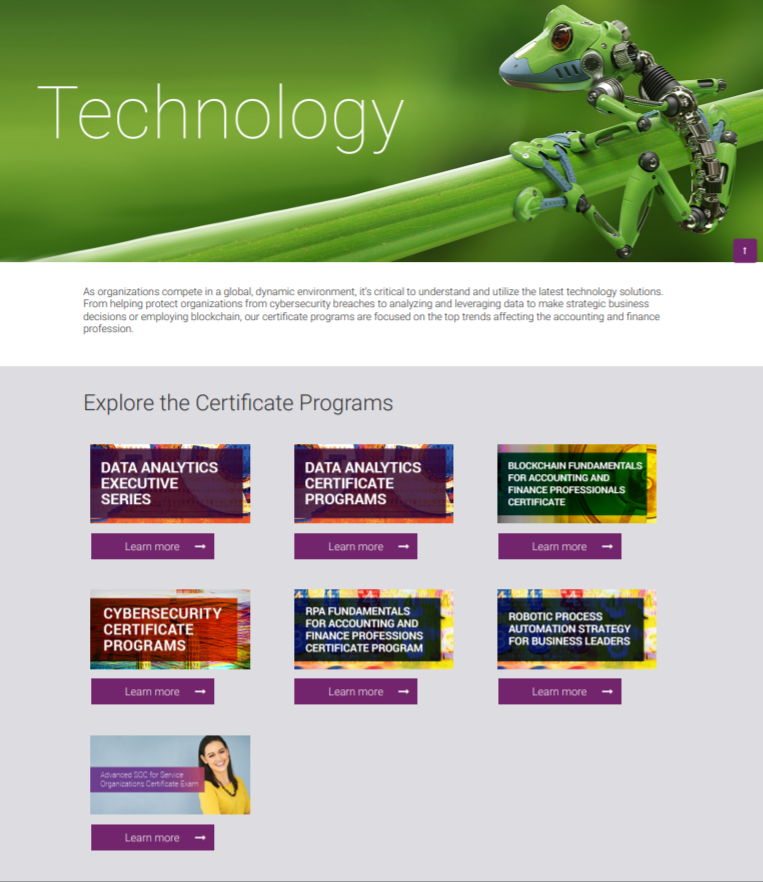 Technology
↑
As organizations compete in a global, dynamic environment, it's critical to understand and utilize the latest technology solutions.
From helping protect organizations from cybersecurity breaches to analyzing and leveraging data to make strategic business
decisions or employing blockchain, our certificate programs are focused on the top trends affecting the accounting and finance
profession.
Explore the Certificate Programs
DATA ANALYTICS
EXECUTIVE
SERIES
Learn more →
DATA ANALYTICS
CERTIFICATE
PROGRAMS
Learn more →
BLOCKCHAIN FUNDAMENTALS
FOR ACCOUNTING AND
FINANCE PROFESSIONALS
CERTIFICATE
Learn more →
CYBERSECURITY
CERTIFICATE
PROGRAMS
Learn more →
RPA FUNDAMENTALS
FOR ACCOUNTING AND
FINANCE PROFESSIONS
CERTIFICATE PROGRAM
Learn more →
ROBOTIC PROCESS
AUTOMATION STRATEGY
FOR BUSINESS LEADERS
Learn more →
Advanced SOC for Service
Organizations Certificate Exam
Learn more →